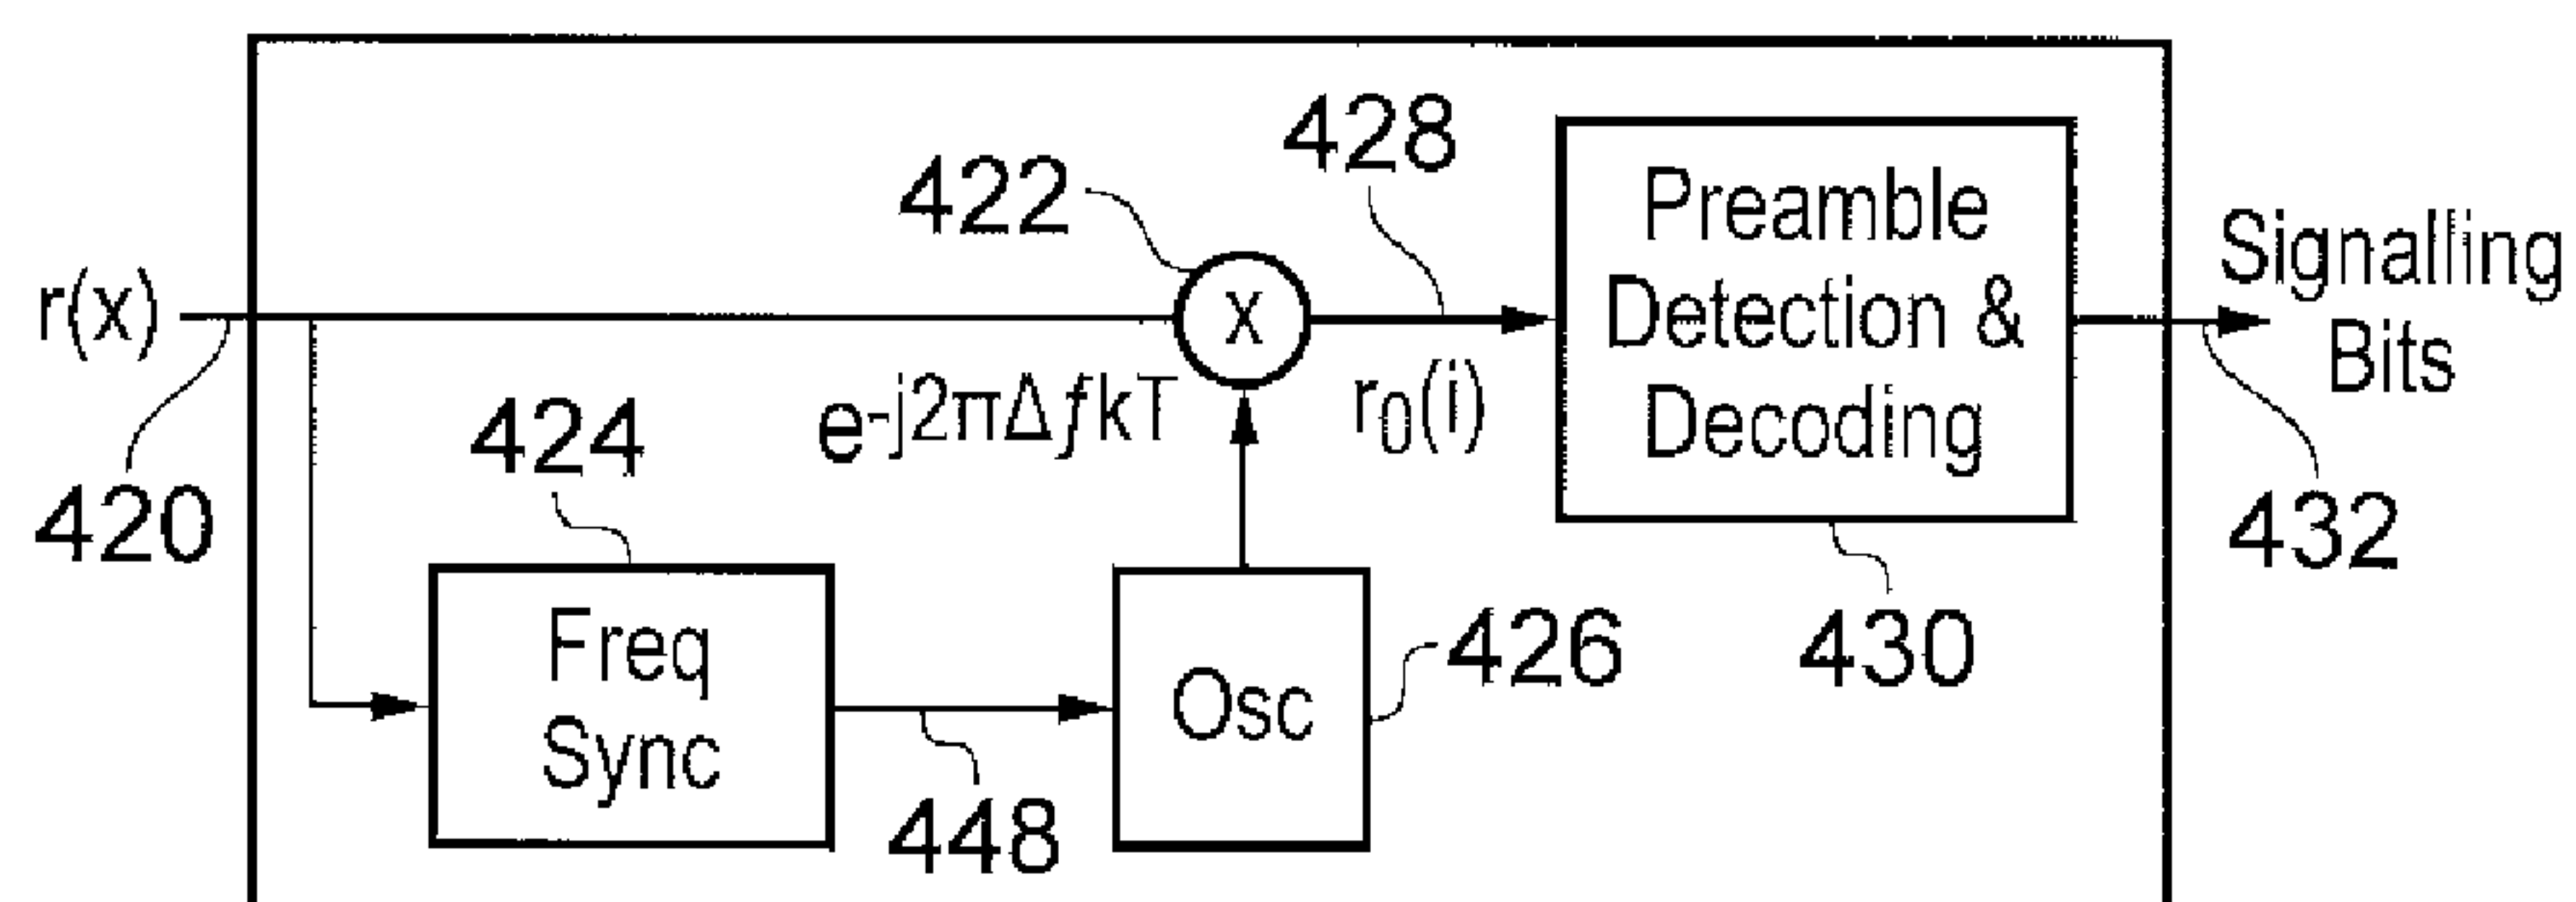 428
422
Preamble
Detection &
Decoding
Signalling
Bits
r(x)
X
432
420
424
e-j2πΔfkT
r0(i)
430
Freq
Sync
Osc
426
448